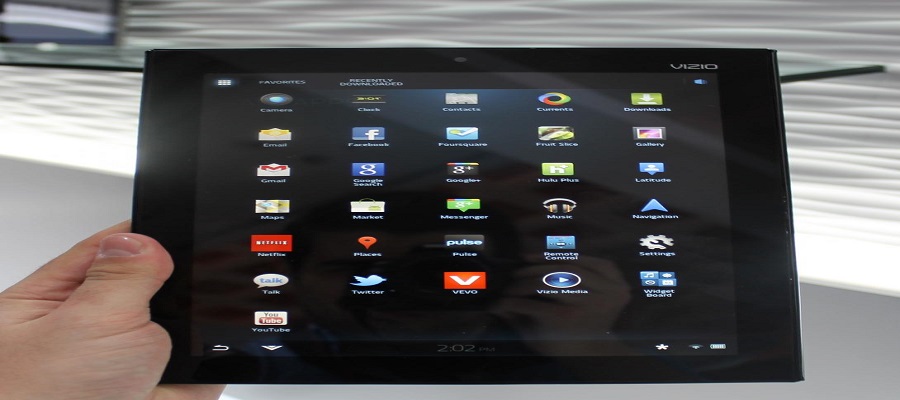 VIZIO
FAVORITES
RECENTLY
DOWNLOADED
Camera
Clock
Contacts
Currents
Downloads
Email
Facebook
Foursquare
Fruit Slice
Gallery
Gmail
Google
Search
Google+
Hulu Plus
Latitude
Maps
Market
Messenger
Music
Navigation
NETFLIX
Netflix
Places
pulse
Pulse
Remote
Control
Settings
talk
Talk
Twitter
VEVO
Vizio Media
Widget
Board
You
Tube
YouTube
2:02 PM